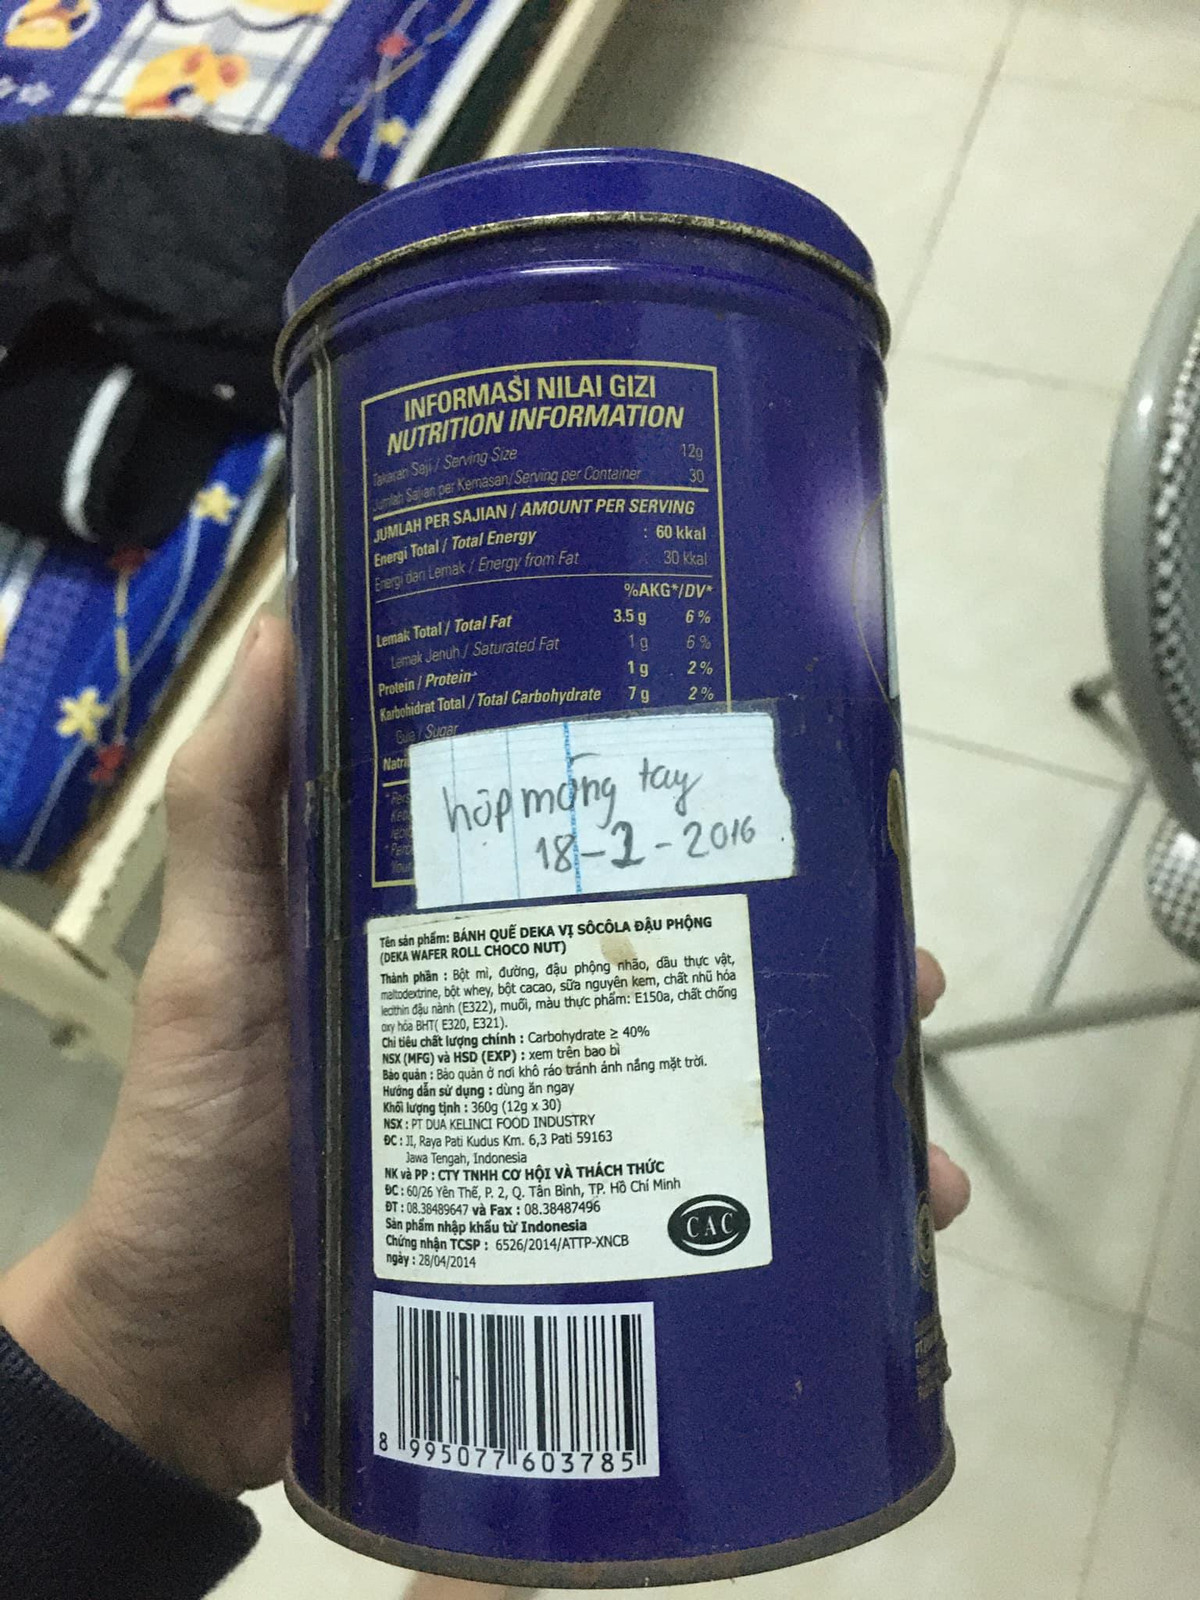 INFORMASI NILAI GIZI
NUTRITION INFORMATION
Takaran Saji / Serving Size 12g
Jumlah Sajian per Kemasan/Serving per Container 30
JUMLAH PER SAJIAN / AMOUNT PER SERVING
Energi Total / Total Energy : 60 kkal
Energi dari Lemak / Energy from Fat 30 kkal
%AKG*/DV*
Lemak Total / Total Fat 3.5 g 6 %
Lemak Jenuh / Saturated Fat 1 g 6 %
Protein / Protein 1 g 2 %
Karbohidrat Total / Total Carbohydrate 7 g 2 %
Gula / Sugar
Natri
hộp móng tay
18-1-2016
Tên sản phẩm: BÁNH QUẾ DEKA VỊ SÔCÔLA ĐẬU PHỘNG
(DEKA WAFER ROLL CHOCO NUT)
Thành phần : Bột mì, đường, đậu phộng nhão, dầu thực vật,
maltodextrine, bột whey, bột cacao, sữa nguyên kem, chất nhũ hóa
lecithin đậu nành (E322), muối, màu thực phẩm: E150a, chất chống
oxy hóa BHT( E320, E321).
Chỉ tiêu chất lượng chính : Carbohydrate ≥ 40%
NSX (MFG) và HSD (EXP) : xem trên bao bì
Bảo quản : Bảo quản ở nơi khô ráo tránh ánh nắng mặt trời.
Hướng dẫn sử dụng : dùng ăn ngay
Khối lượng tịnh : 360g (12g x 30)
NSX : PT DUA KELINCI FOOD INDUSTRY
ĐC : JI, Raya Pati Kudus Km. 6,3 Pati 59163
Jawa Tengah, Indonesia
NK và PP : CTY TNHH CƠ HỘI VÀ THÁCH THỨC
ĐC : 60/26 Yên Thế, P. 2, Q. Tân Bình, TP. Hồ Chí Minh
ĐT : 08.38489647 và Fax : 08.38487496
Sản phẩm nhập khẩu từ Indonesia
Chứng nhận TCSP : 6526/2014/ATTP-XNCB
ngày : 28/04/2014
CAC
8 995077 603785